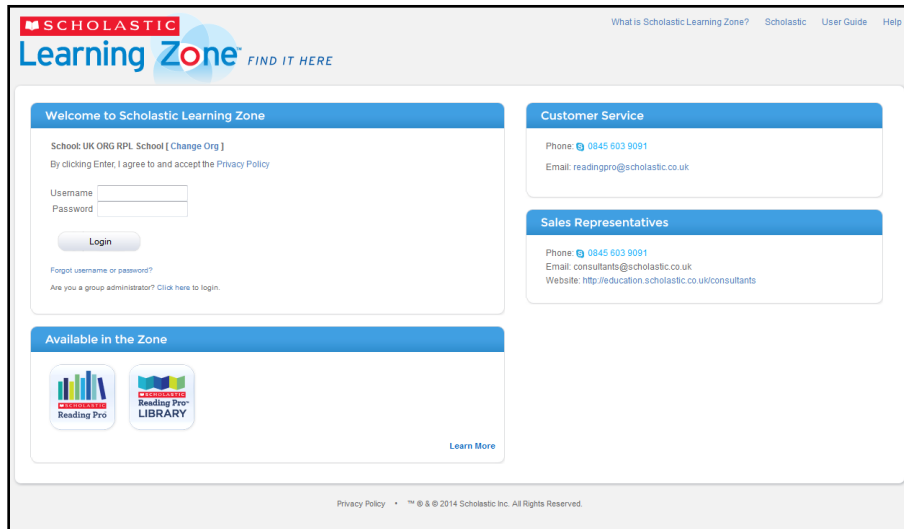 What is Scholastic Learning Zone? Scholastic User Guide Help
SCHOLASTIC
Learning Zone™ FIND IT HERE
Welcome to Scholastic Learning Zone
School: UK ORG RPL School [ Change Org ]
By clicking Enter, I agree to and accept the Privacy Policy
Username
Password
Login
Forgot username or password?
Are you a group administrator? Click here to login.
Customer Service
Phone: 0845 603 9091
Email: readingpro@scholastic.co.uk
Sales Representatives
Phone: 0845 603 9091
Email: consultants@scholastic.co.uk
Website: http://education.scholastic.co.uk/consultants
Available in the Zone
SCHOLASTIC
Reading Pro
SCHOLASTIC
Reading Pro™
LIBRARY
Learn More
Privacy Policy • ™ ® & © 2014 Scholastic Inc. All Rights Reserved.